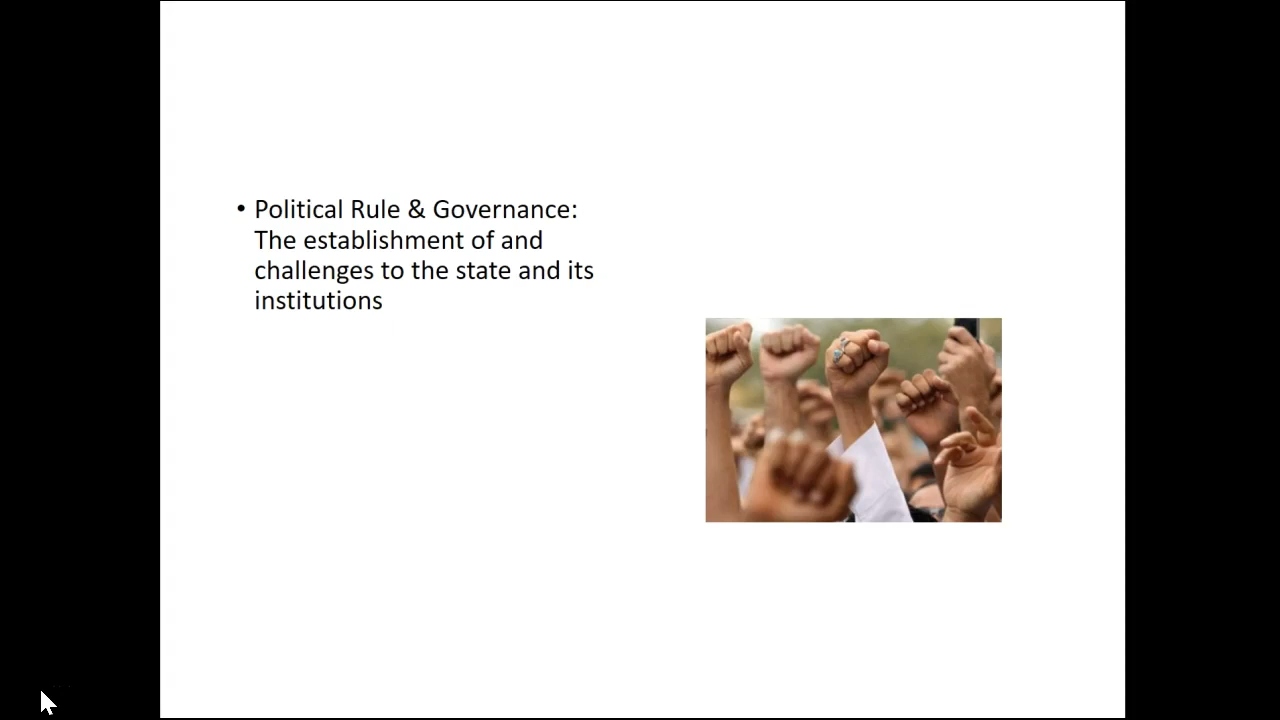 • Political Rule & Governance:
The establishment of and
challenges to the state and its
institutions